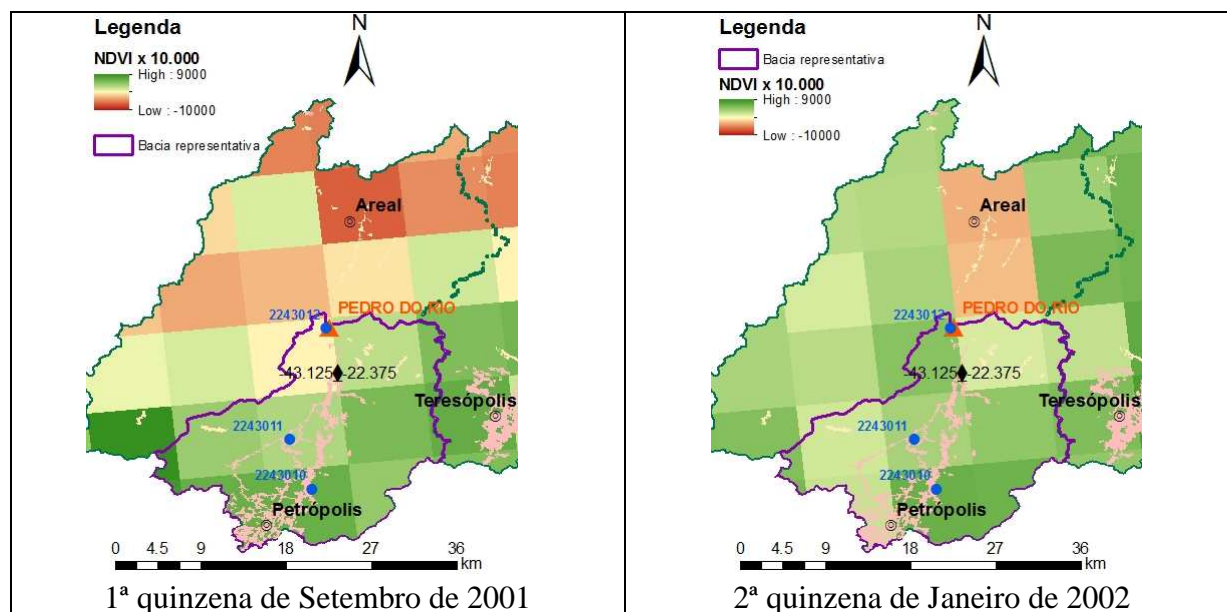 Legenda
NDVI x 10.000
High : 9000
Low : -10000
Bacia representativa
N
Areal
PEDRO DO RIO
2243012
-43.125 -22.375
Teresópolis
2243011
2243010
Petrópolis
0 4.5 9 18 27 36
km
1ª quinzena de Setembro de 2001
Legenda
Bacia representativa
NDVI x 10.000
High : 9000
Low : -10000
N
Areal
PEDRO DO RIO
2243012
-43.125 -22.375
Teresópolis
2243011
2243010
Petrópolis
0 4.5 9 18 27 36
km
2ª quinzena de Janeiro de 2002